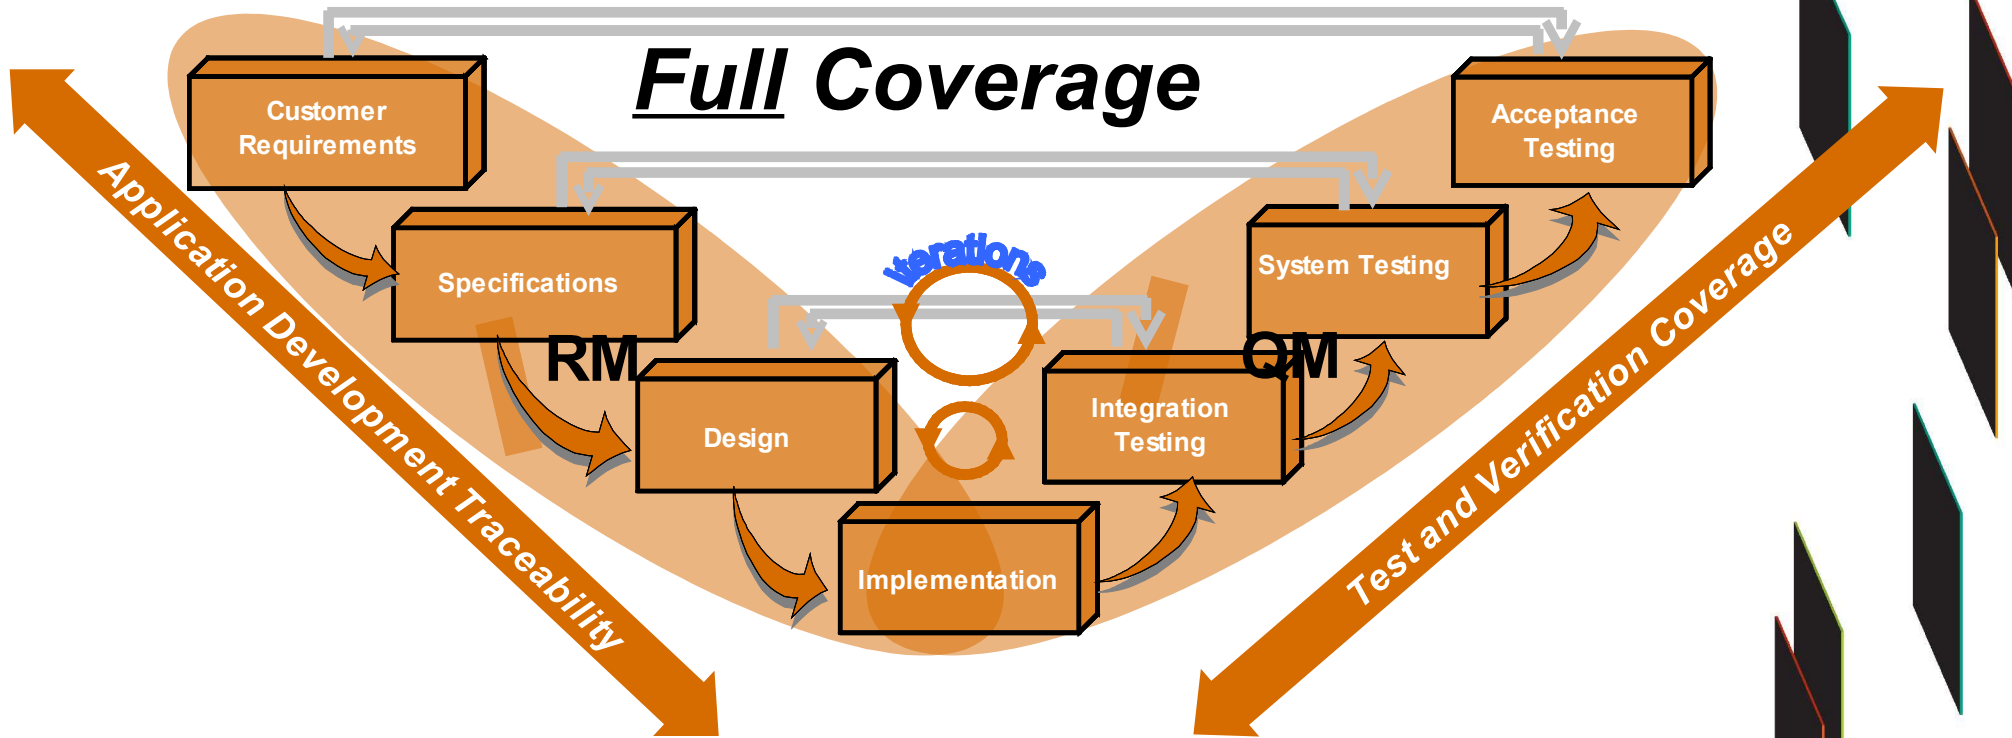 Full Coverage
Customer
Requirements
Acceptance
Testing
Application Development Traceability
Specifications
Iterations
System Testing
Test and Verification Coverage
RM
QM
Design
Integration
Testing
Implementation